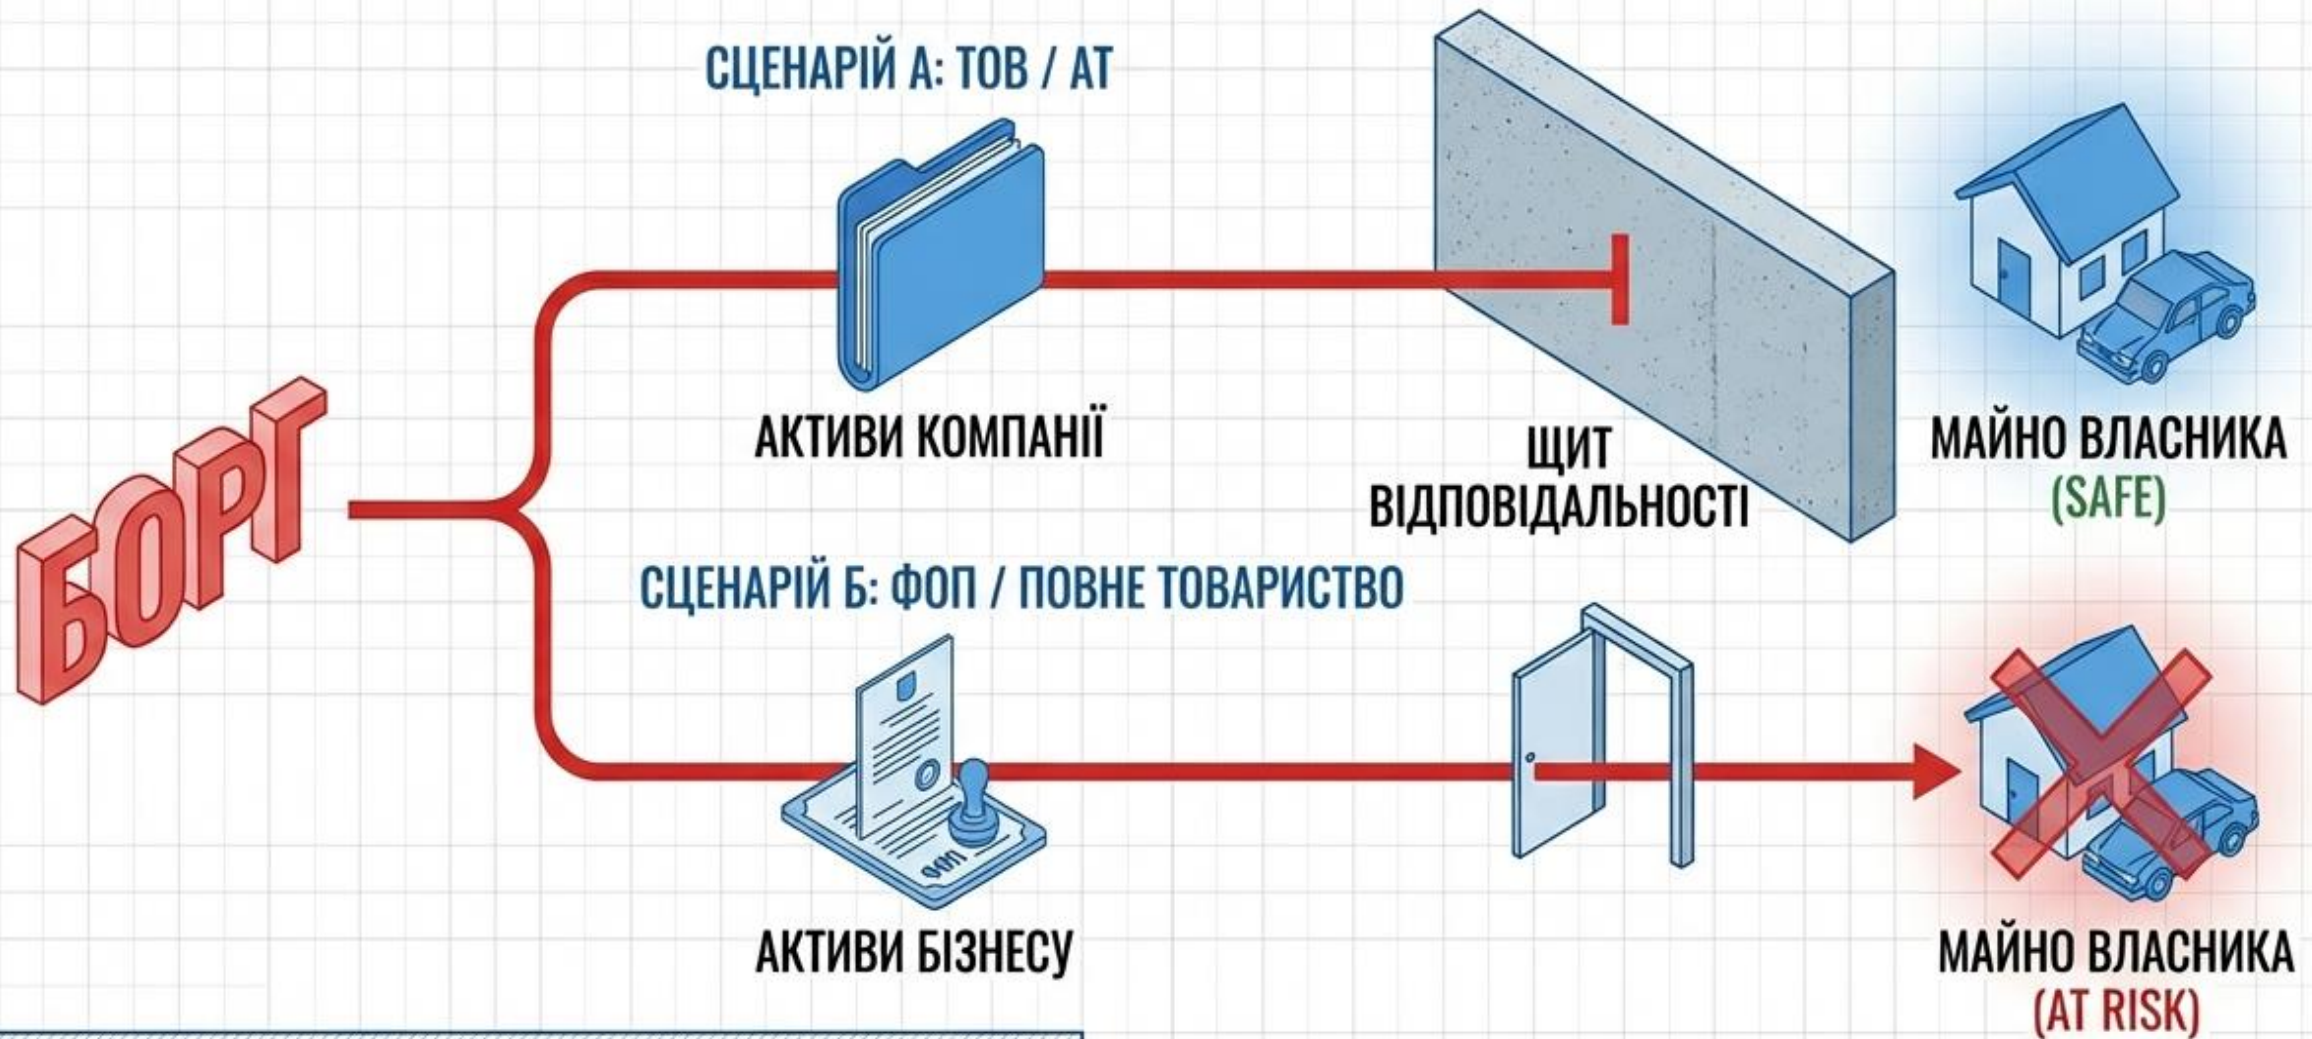 СЦЕНАРІЙ А: ТОВ / АТ
АКТИВИ КОМПАНІЇ
ЩИТ
ВІДПОВІДАЛЬНОСТІ
МАЙНО ВЛАСНИКА
(SAFE)
БОРГ
СЦЕНАРІЙ Б: ФОП / ПОВНЕ ТОВАРИСТВО
АКТИВИ БІЗНЕСУ
МАЙНО ВЛАСНИКА
(AT RISK)